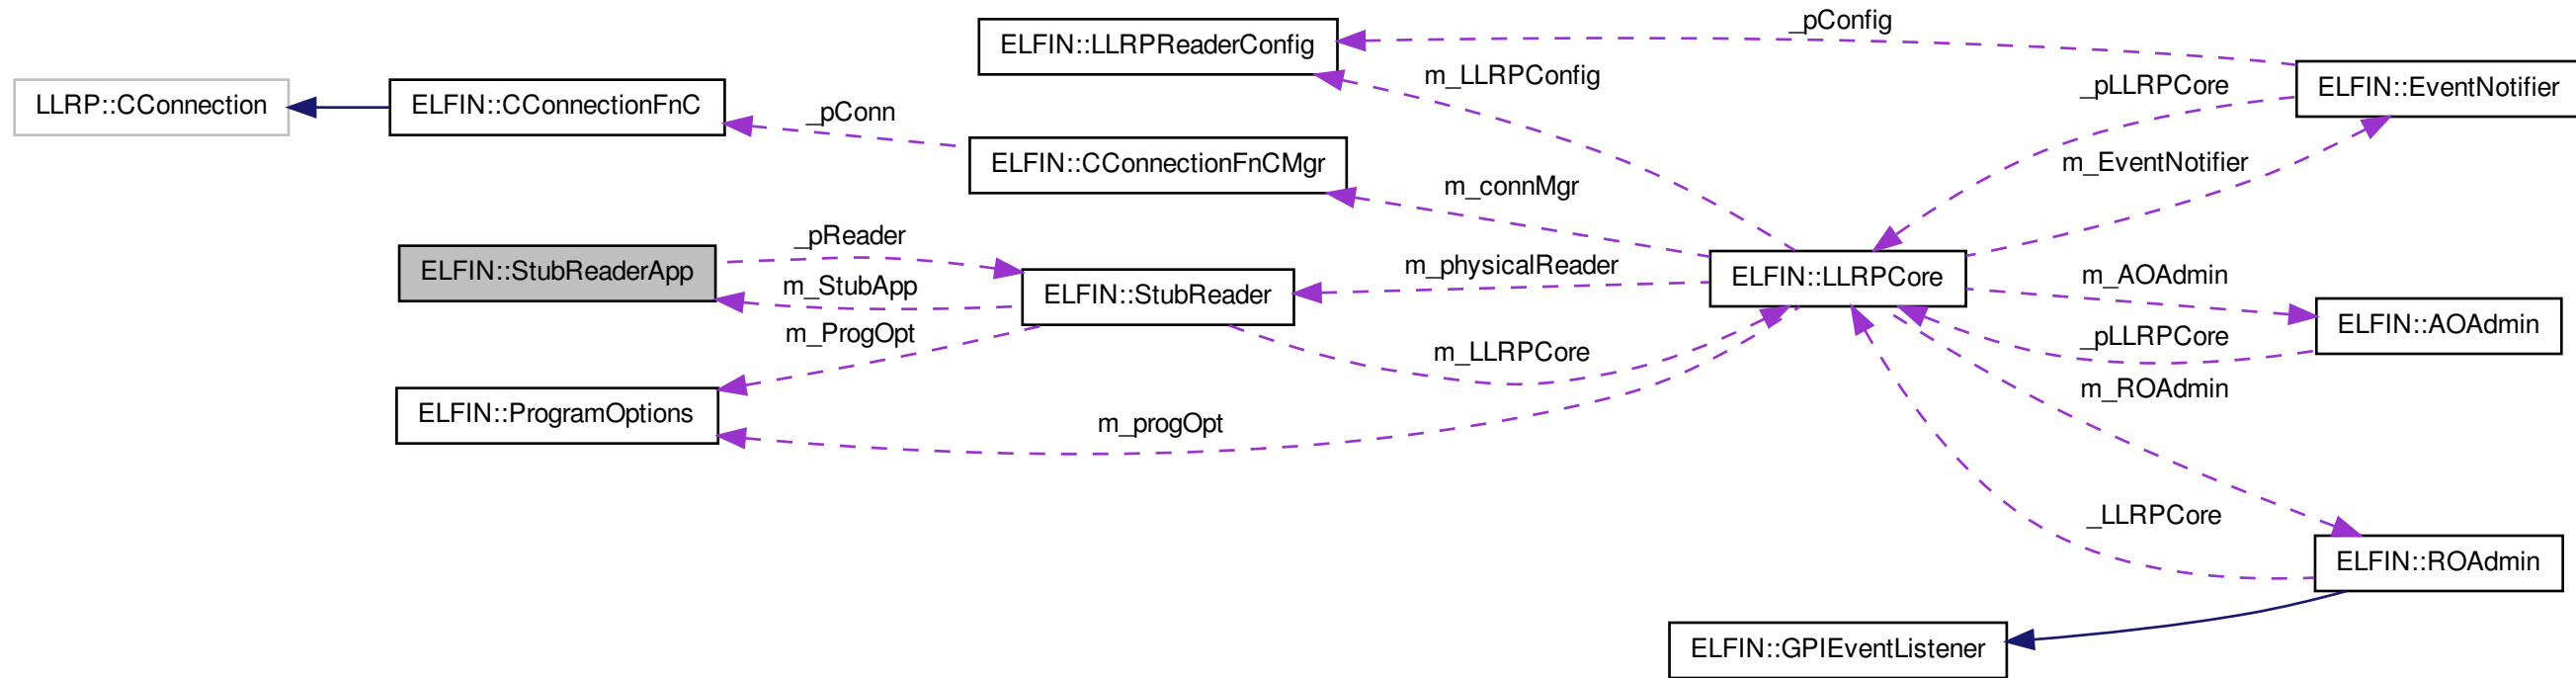 _pConfig
ELFIN::LLRPReaderConfig
m_LLRPConfig
_pLLRPCore
ELFIN::EventNotifier
LLRP::CConnection
ELFIN::CConnectionFnC
_pConn
ELFIN::CConnectionFnCMgr
m_EventNotifier
m_connMgr
_pReader
ELFIN::StubReaderApp
m_physicalReader
ELFIN::LLRPCore
m_AOAdmin
m_StubApp
ELFIN::StubReader
m_ProgOpt
ELFIN::AOAdmin
_pLLRPCore
m_LLRPCore
m_ROAdmin
ELFIN::ProgramOptions
m_progOpt
_LLRPCore
ELFIN::ROAdmin
ELFIN::GPIEventListener